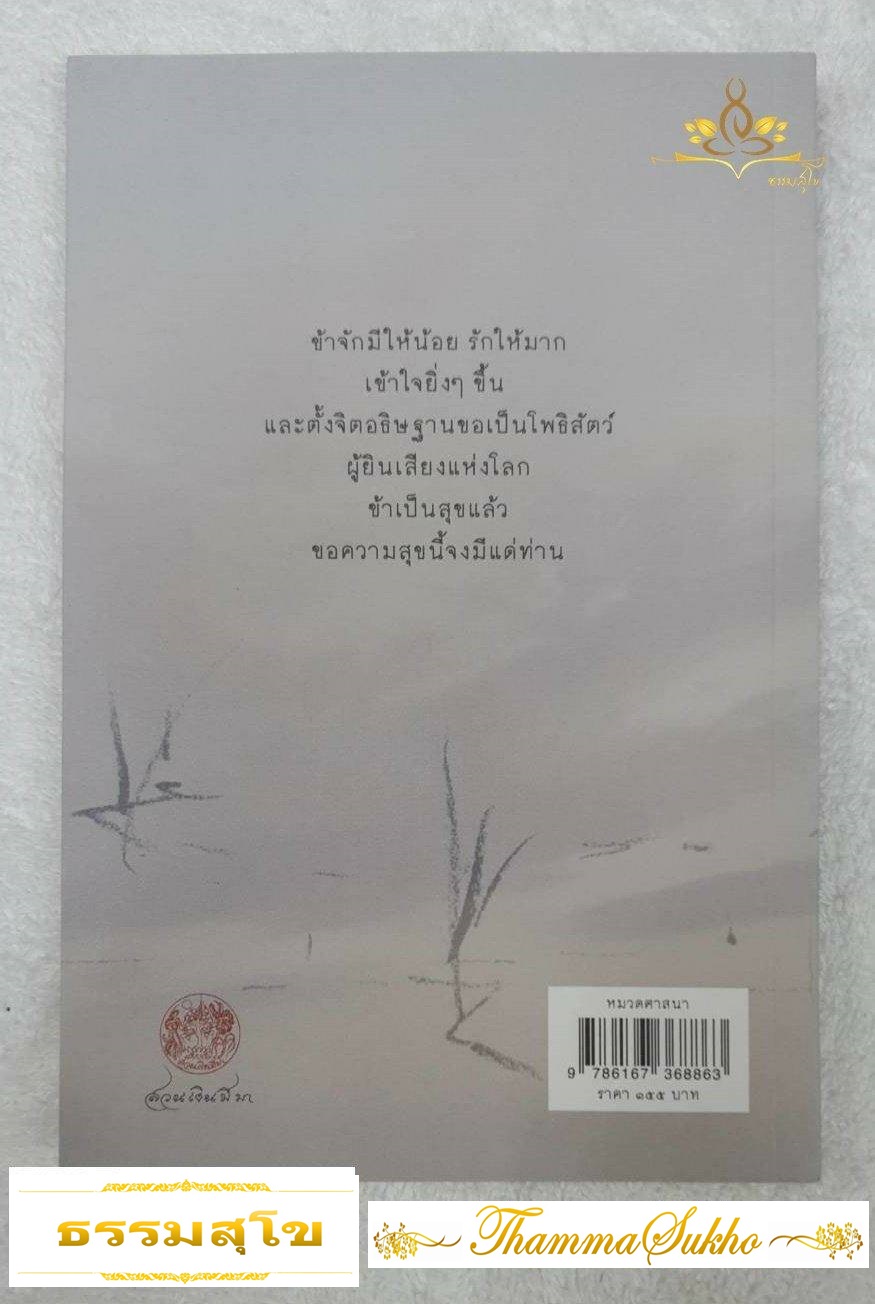 ธรรมสุโข
ข้าจักมีให้น้อย รักให้มาก
เข้าใจยิ่งๆ ขึ้น
และตั้งจิตอธิษฐานขอเป็นโพธิสัตว์
ผู้ยินเสียงแห่งโลก
ข้าเป็นสุขแล้ว
ขอความสุขนี้จงมีแด่ท่าน
สวนเงินมีมา
หมวดศาสนา
9 786167 368863
ราคา ๑๕๕ บาท
ธรรมสุโข
ThammaSukho